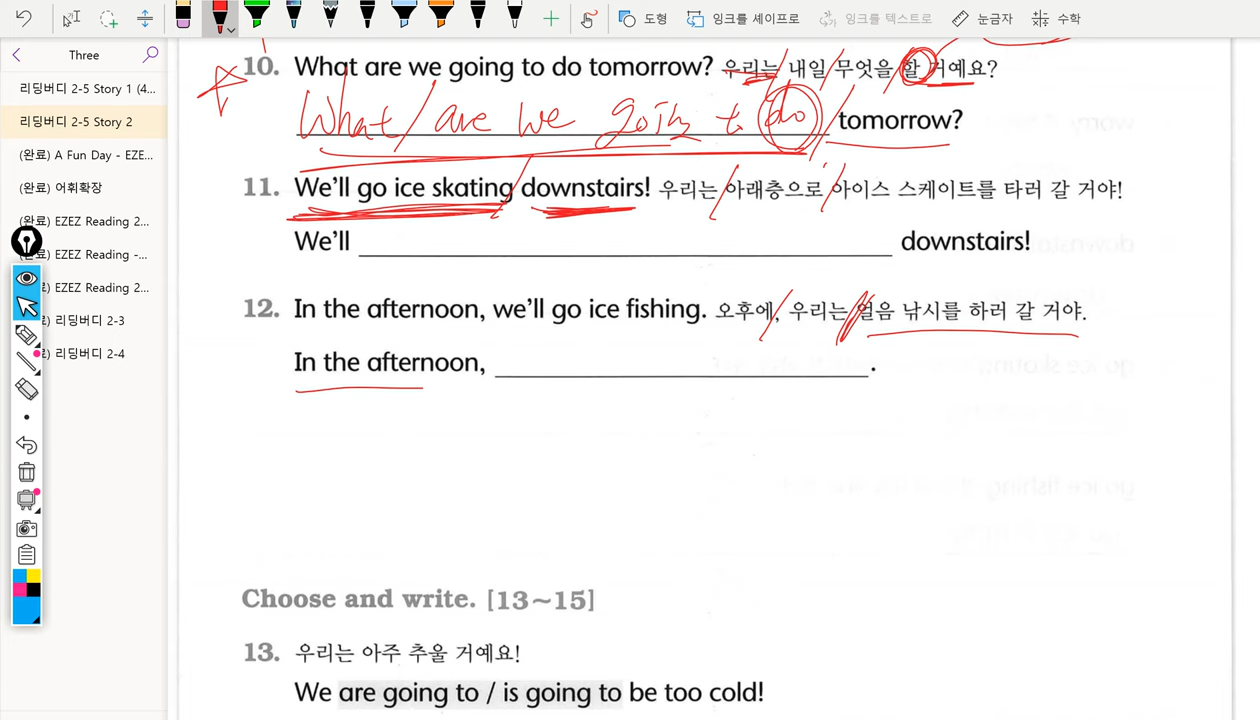 도형
잉크를 셰이프로
잉크를 텍스트로
눈금자
수학
Three
리딩버디 2-5 Story 1 (4...
리딩버디 2-5 Story 2
(완료) A Fun Day - EZE...
(완료) 어휘확장
(완료) EZEZ Reading 2...
) EZEZ Reading -...
) EZEZ Reading 2...
료) 리딩버디 2-3
료) 리딩버디 2-4
10. What are we going to do tomorrow? 우리는 내일 무엇을 할 거예요?
What are we going to do tomorrow?
11. We'll go ice skating downstairs! 우리는 아래층으로 아이스 스케이트를 타러 갈 거야!
We'll downstairs!
12. In the afternoon, we'll go ice fishing. 오후에, 우리는 얼음 낚시를 하러 갈 거야.
In the afternoon, .
Choose and write. [13~15]
13. 우리는 아주 추울 거예요!
We are going to / is going to be too cold!